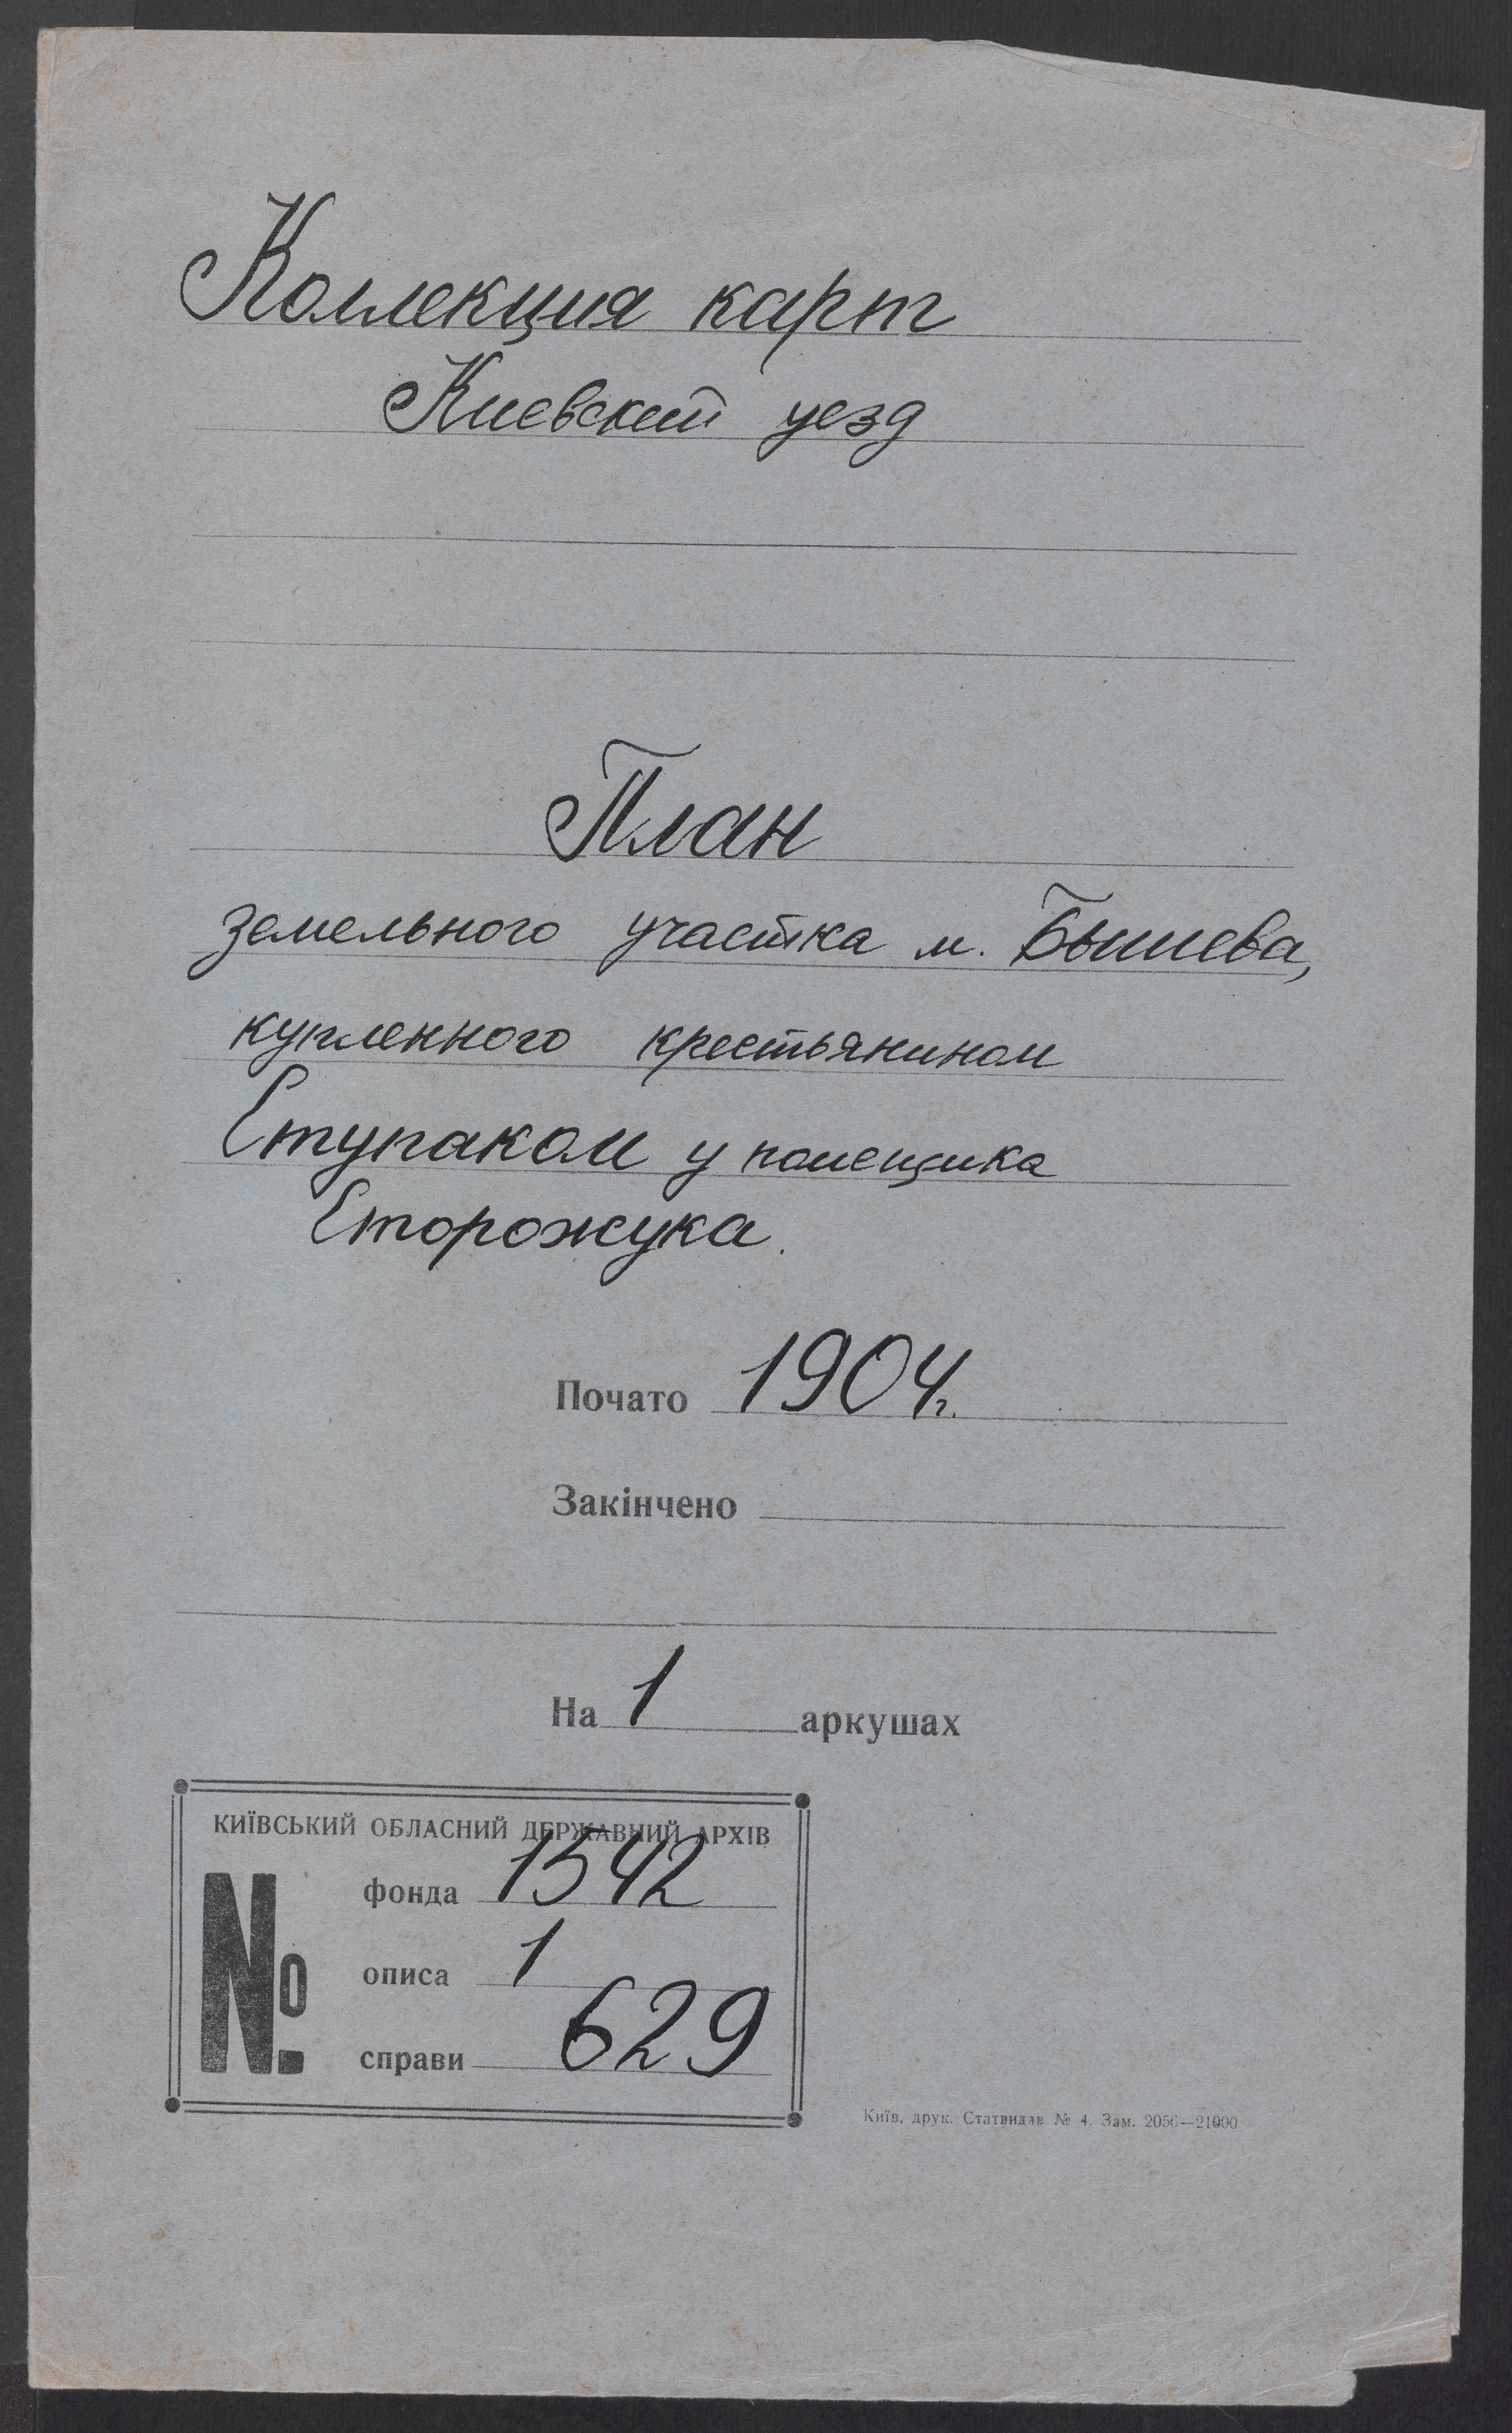 Коллекция карт
Киевский уезд
План
земельного участка м. Бышева,
купленного крестьянином
Ступаком у помещика
Сторожука.
Почато 1904г.
Закінчено
На 1 аркушах
КИЇВСЬКИЙ ОБЛАСНИЙ ДЕРЖАВНИЙ АРХІВ
№
фонда 1542
описа 1
справи 629
Київ, друк. Статвидав № 4. Зам. 2056—21000